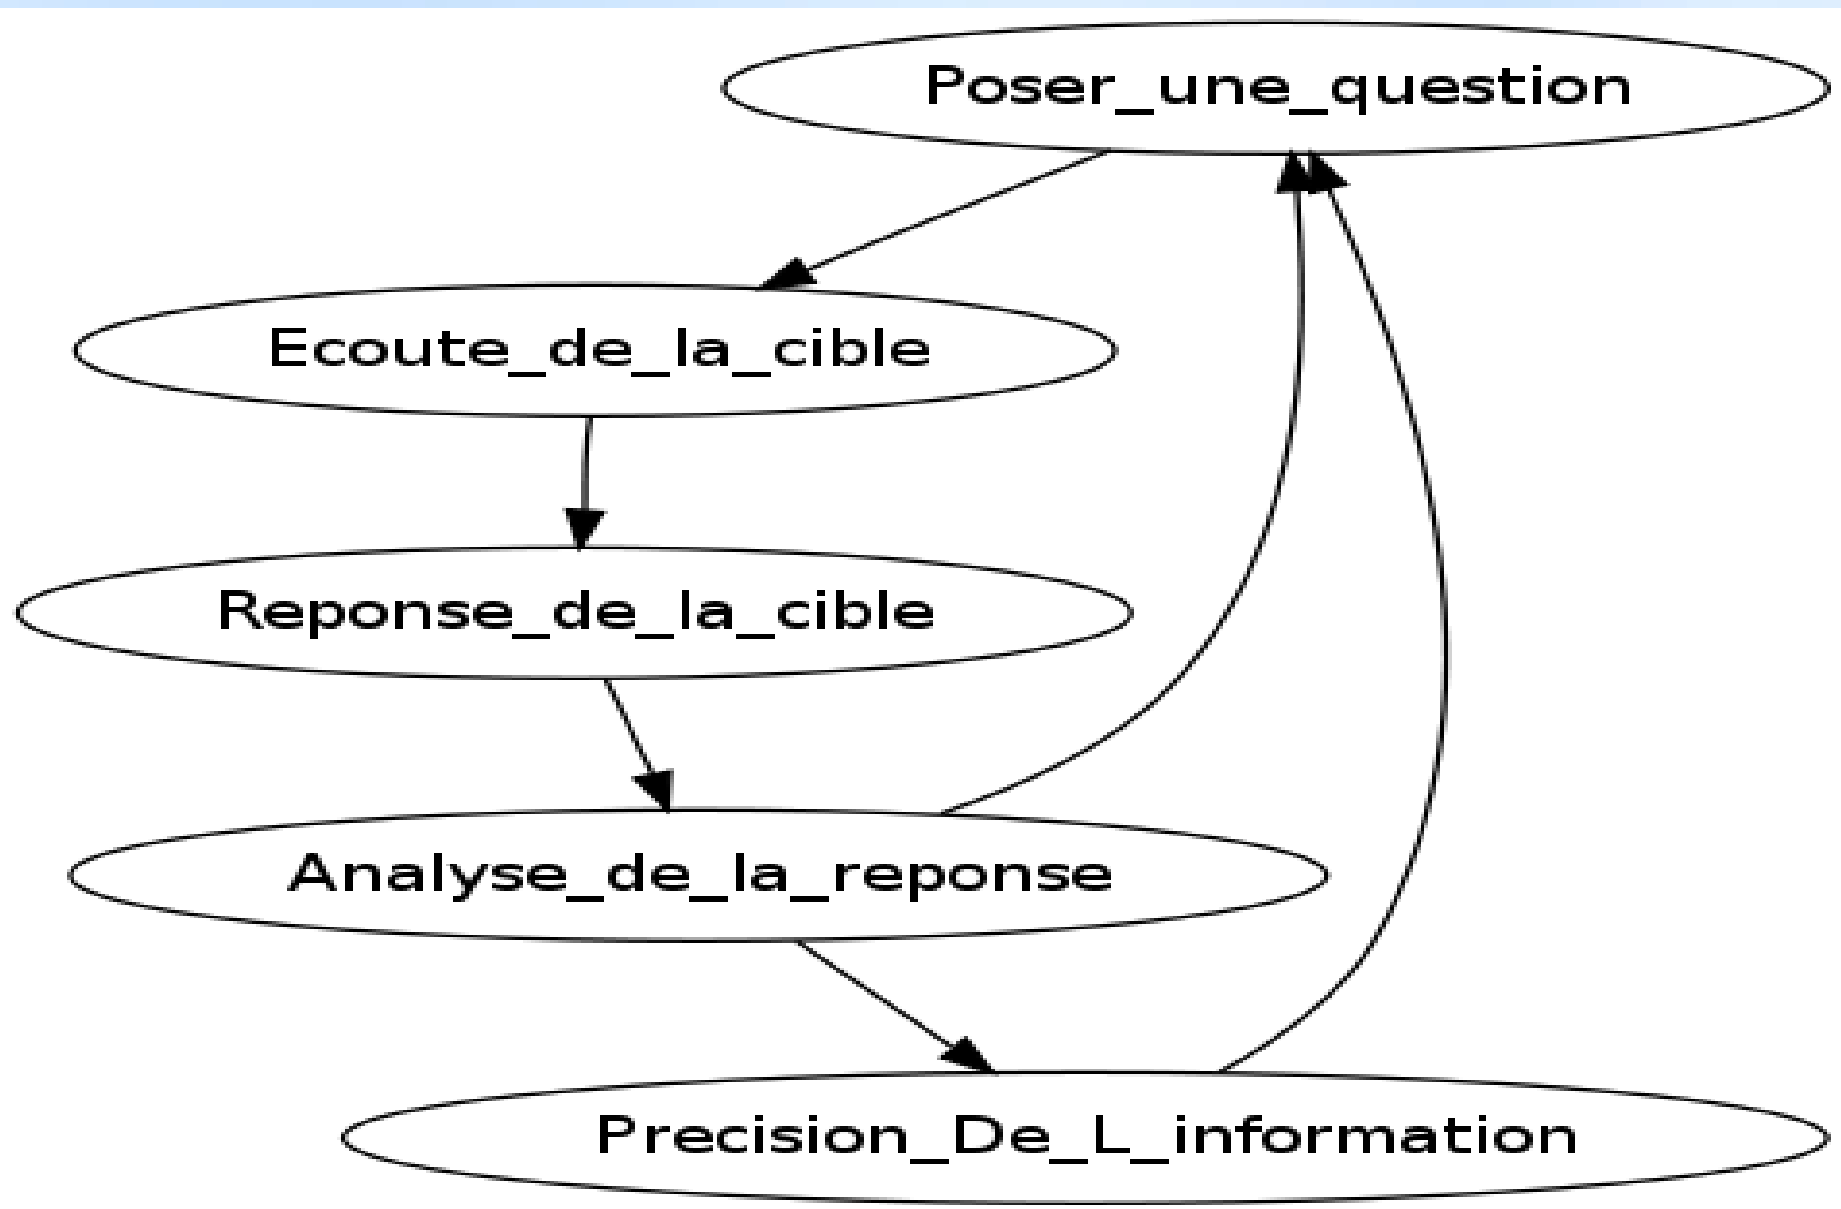 Poser_une_question
Ecoute_de_la_cible
Reponse_de_la_cible
Analyse_de_la_reponse
Precision_De_L_information